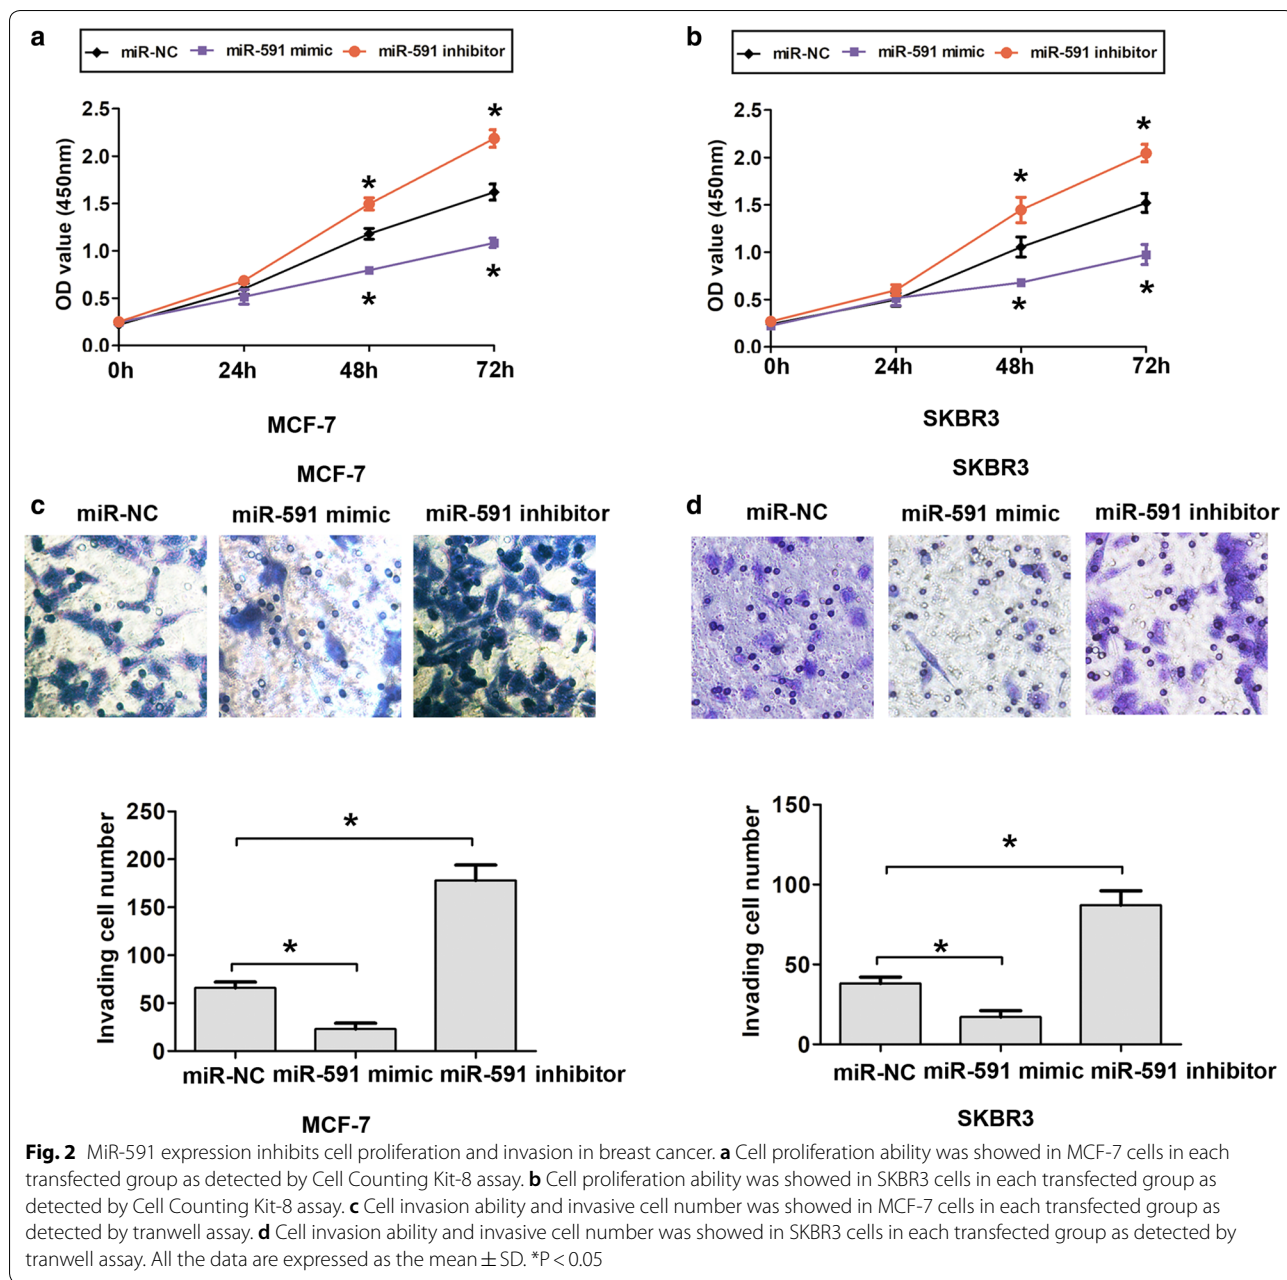 a
miR-NC miR-591 mimic miR-591 inhibitor
OD value (450nm)
2.5
2.0
1.5
1.0
0.5
0.0
0h 24h 48h 72h
* * * *
MCF-7
b
miR-NC miR-591 mimic miR-591 inhibitor
OD value (450nm)
2.5
2.0
1.5
1.0
0.5
0.0
0h 24h 48h 72h
* * * *
SKBR3
MCF-7
c
miR-NC miR-591 mimic miR-591 inhibitor
Invading cell number
250
200
150
100
50
0
* *
miR-NC miR-591 mimic miR-591 inhibitor
MCF-7
SKBR3
d
miR-NC miR-591 mimic miR-591 inhibitor
Invading cell number
150
100
50
0
* *
miR-NC miR-591 mimic miR-591 inhibitor
SKBR3
Fig. 2 MiR-591 expression inhibits cell proliferation and invasion in breast cancer. a Cell proliferation ability was showed in MCF-7 cells in each
transfected group as detected by Cell Counting Kit-8 assay. b Cell proliferation ability was showed in SKBR3 cells in each transfected group as
detected by Cell Counting Kit-8 assay. c Cell invasion ability and invasive cell number was showed in MCF-7 cells in each transfected group as
detected by tranwell assay. d Cell invasion ability and invasive cell number was showed in SKBR3 cells in each transfected group as detected by
tranwell assay. All the data are expressed as the mean ± SD. *P < 0.05